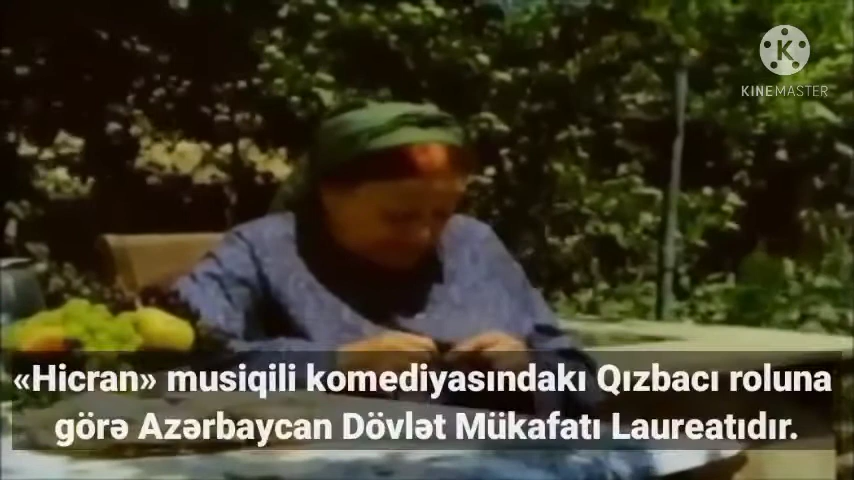 KINEMASTER
«Hicran» musiqili komediyasındakı Qızbacı roluna
görə Azərbaycan Dövlət Mükafatı Laureatıdır.